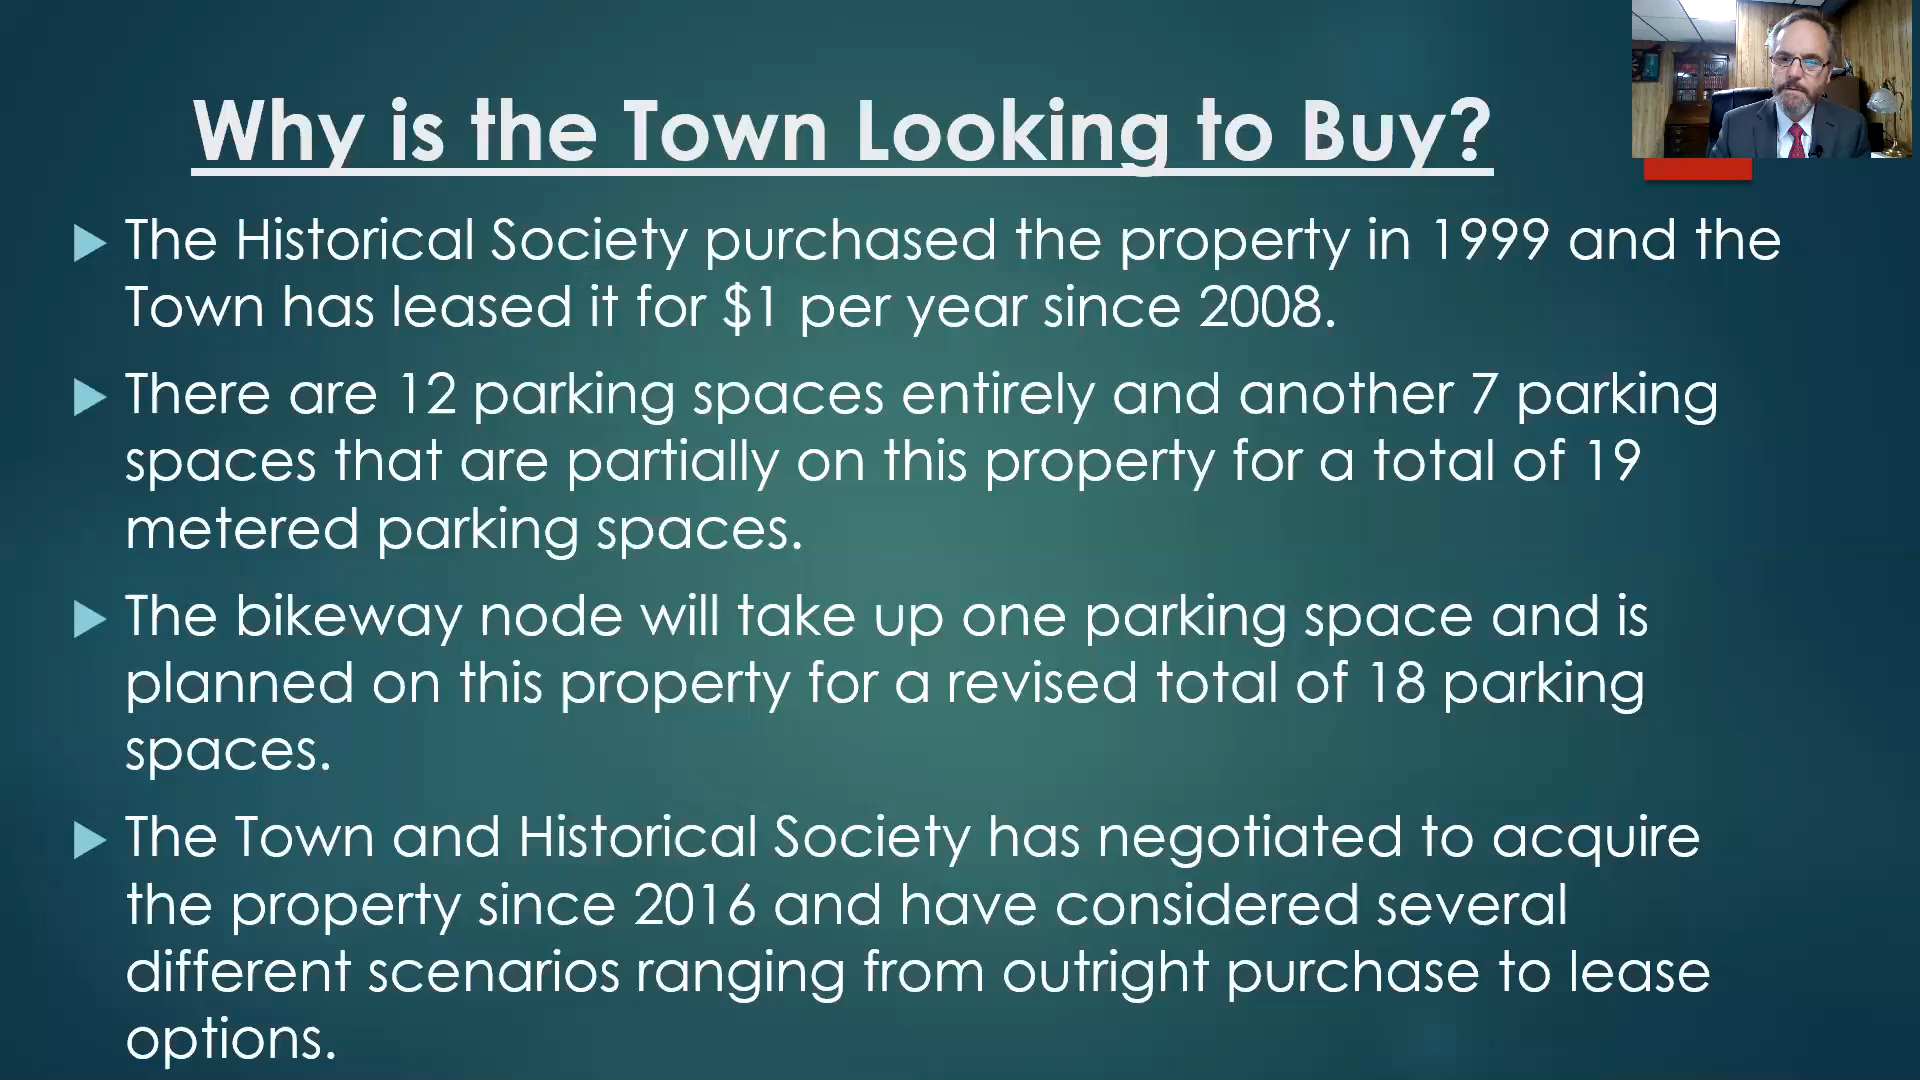 Why is the Town Looking to Buy?
The Historical Society purchased the property in 1999 and the
Town has leased it for $1 per year since 2008.
There are 12 parking spaces entirely and another 7 parking
spaces that are partially on this property for a total of 19
metered parking spaces.
The bikeway node will take up one parking space and is
planned on this property for a revised total of 18 parking
spaces.
The Town and Historical Society has negotiated to acquire
the property since 2016 and have considered several
different scenarios ranging from outright purchase to lease
options.